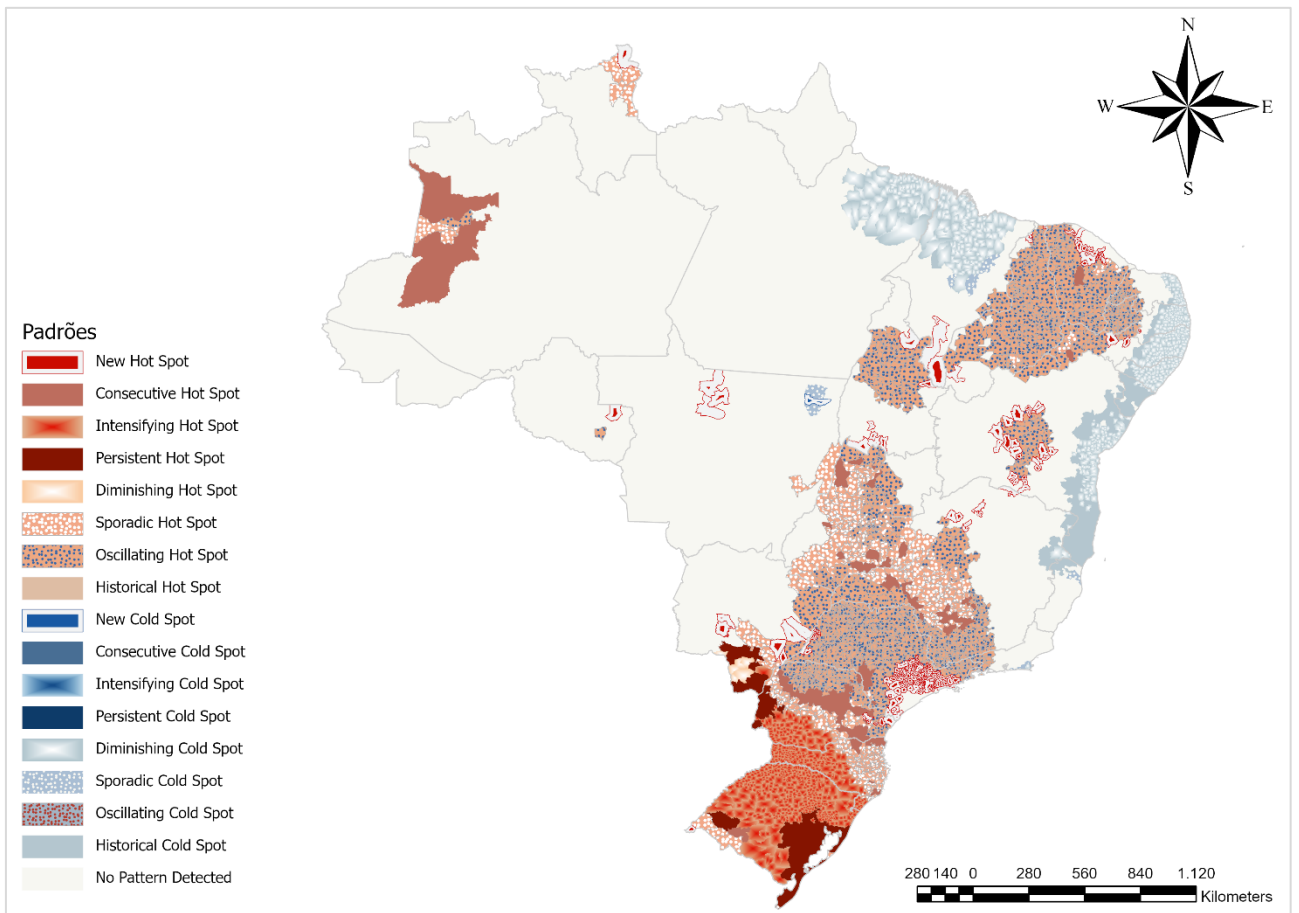 N
W
E
S
Padrões
New Hot Spot
Consecutive Hot Spot
Intensifying Hot Spot
Persistent Hot Spot
Diminishing Hot Spot
Sporadic Hot Spot
Oscillating Hot Spot
Historical Hot Spot
New Cold Spot
Consecutive Cold Spot
Intensifying Cold Spot
Persistent Cold Spot
Diminishing Cold Spot
Sporadic Cold Spot
Oscillating Cold Spot
Historical Cold Spot
No Pattern Detected
280 140 0 280 560 840 1.120
Kilometers